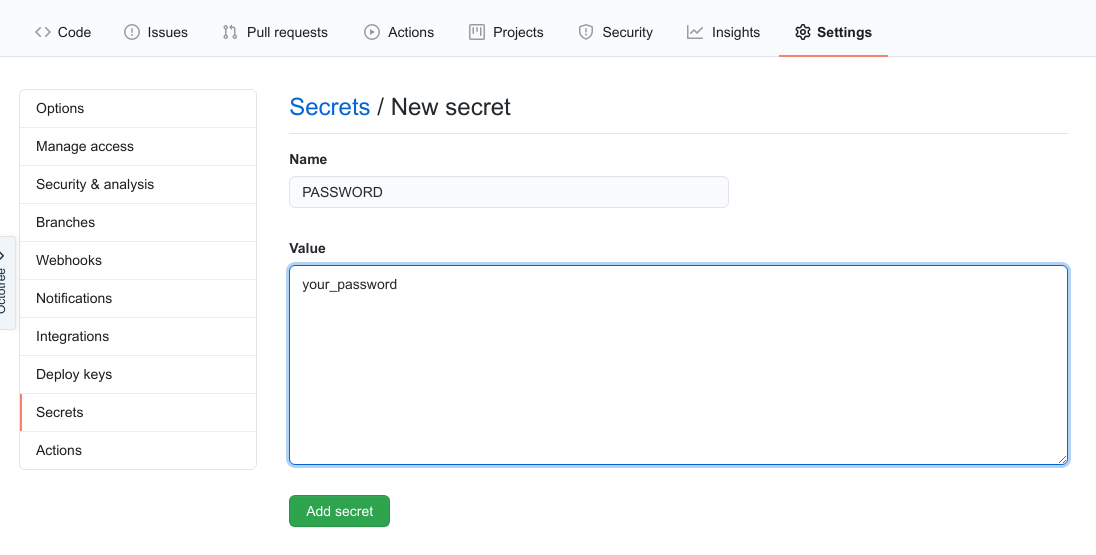 Code Issues Pull requests Actions Projects Security Insights Settings
Options
Manage access
Security & analysis
Branches
Webhooks
Notifications
Integrations
Deploy keys
Secrets
Actions
Octotree
Secrets / New secret
Name
PASSWORD
Value
your_password
Add secret